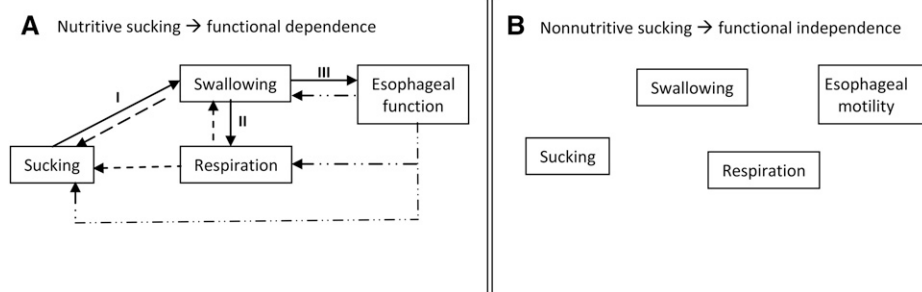 A Nutritive sucking → functional dependence
I
Swallowing
III
Esophageal
function
II
Sucking
Respiration
B Nonnutritive sucking → functional independence
Swallowing
Esophageal
motility
Sucking
Respiration